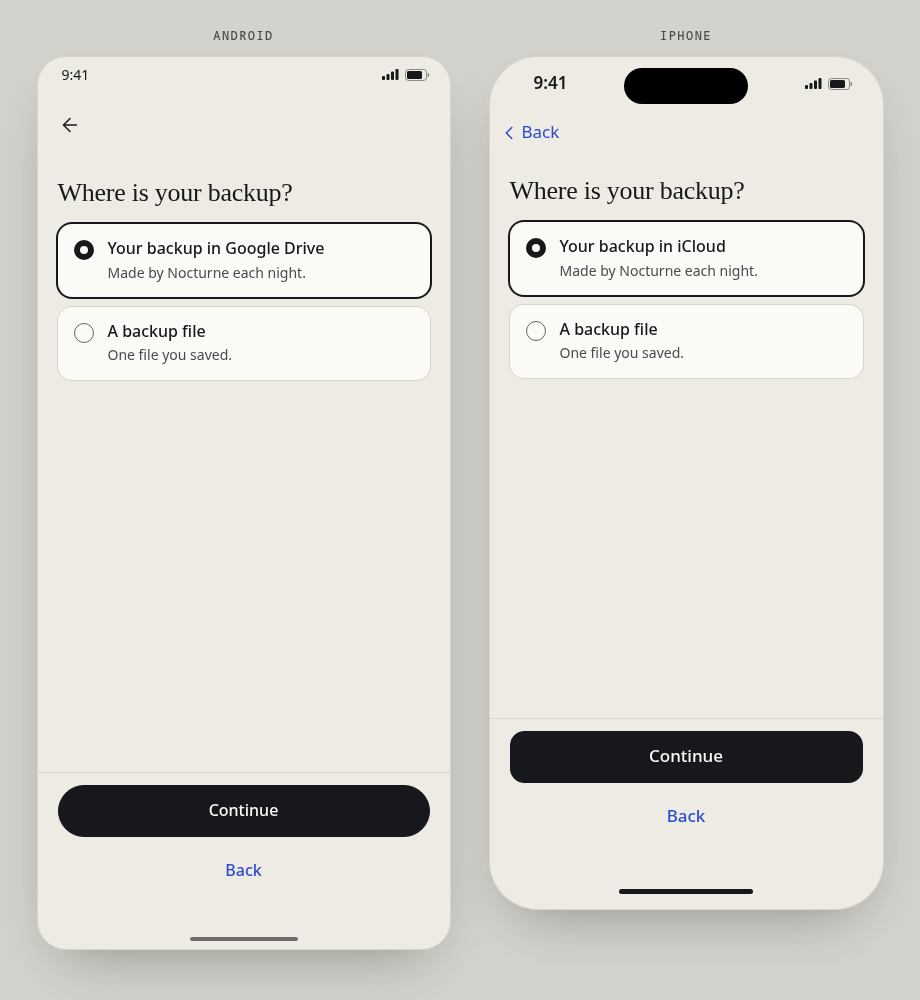 ANDROID
9:41
Where is your backup?
Your backup in Google Drive
Made by Nocturne each night.
A backup file
One file you saved.
Continue
Back
IPHONE
9:41
Back
Where is your backup?
Your backup in iCloud
Made by Nocturne each night.
A backup file
One file you saved.
Continue
Back